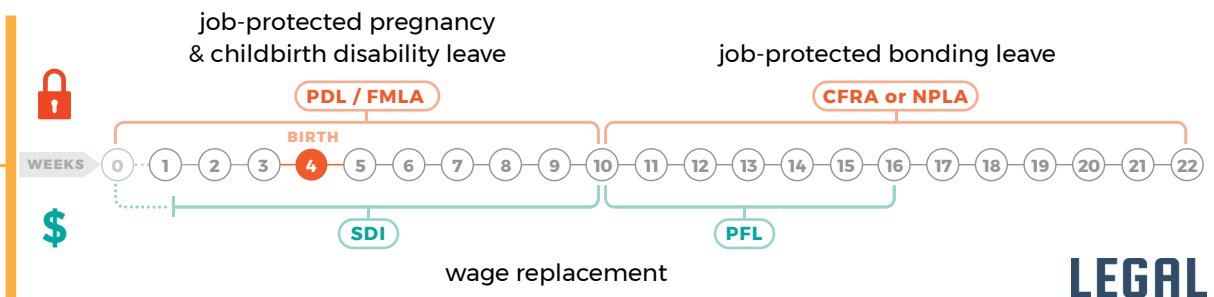 job-protected pregnancy
& childbirth disability leave
job-protected bonding leave
PDL / FMLA
CFRA or NPLA
BIRTH
WEEKS 0 1 2 3 4 5 6 7 8 9 10 11 12 13 14 15 16 17 18 19 20 21 22
$
SDI
PFL
wage replacement
LEGAL